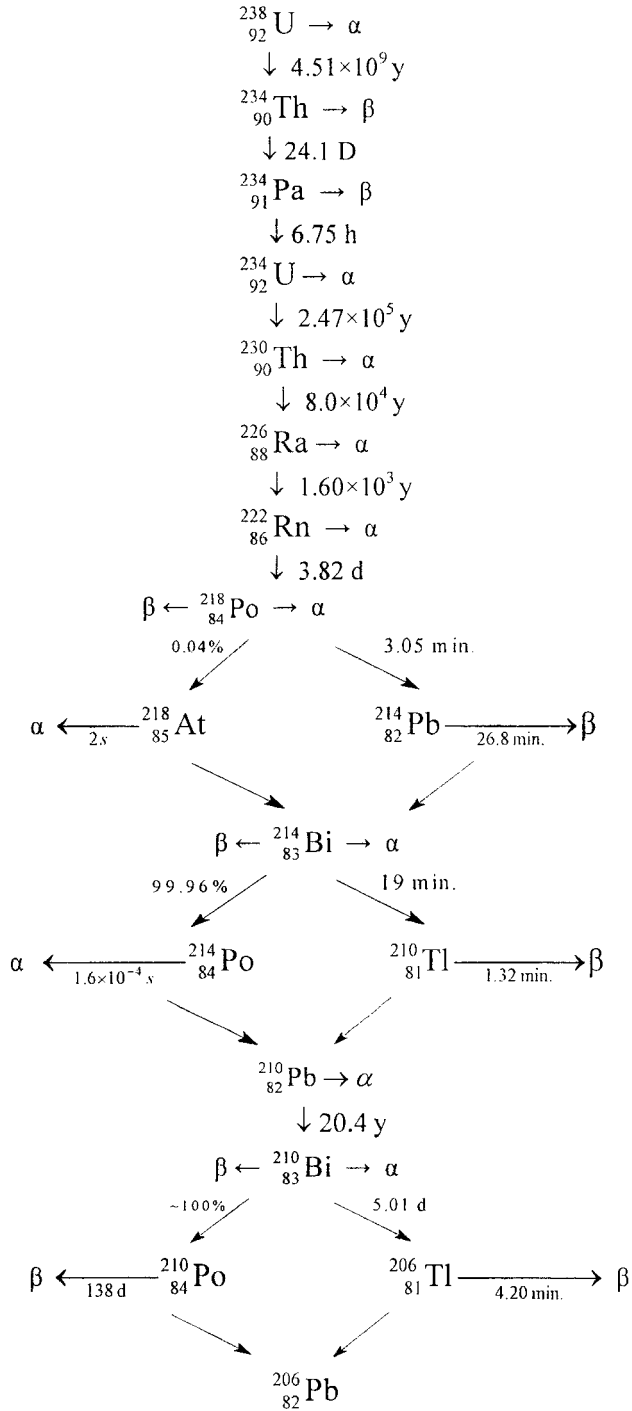 ²³⁸₉₂U → α
↓ 4.51×10⁹ y
²³⁴₉₀Th → β
↓ 24.1 D
²³⁴₉₁Pa → β
↓ 6.75 h
²³⁴₉₂U → α
↓ 2.47×10⁵ y
²³⁰₉₀Th → α
↓ 8.0×10⁴ y
²²⁶₈₈Ra → α
↓ 1.60×10³ y
²²²₈₆Rn → α
↓ 3.82 d
β ← ²¹⁸₈₄Po → α
0.04% 3.05 min.
α ← 2s ²¹⁸₈₅At ²¹⁴₈₂Pb 26.8 min. → β
β ← ²¹⁴₈₃Bi → α
99.96% 19 min.
α ← 1.6×10⁻⁴ s ²¹⁴₈₄Po ²¹⁰₈₁Tl 1.32 min. → β
²¹⁰₈₂Pb → α
↓ 20.4 y
β ← ²¹⁰₈₃Bi → α
~100% 5.01 d
β ← 138 d ²¹⁰₈₄Po ²⁰⁶₈₁Tl 4.20 min. → β
²⁰⁶₈₂Pb